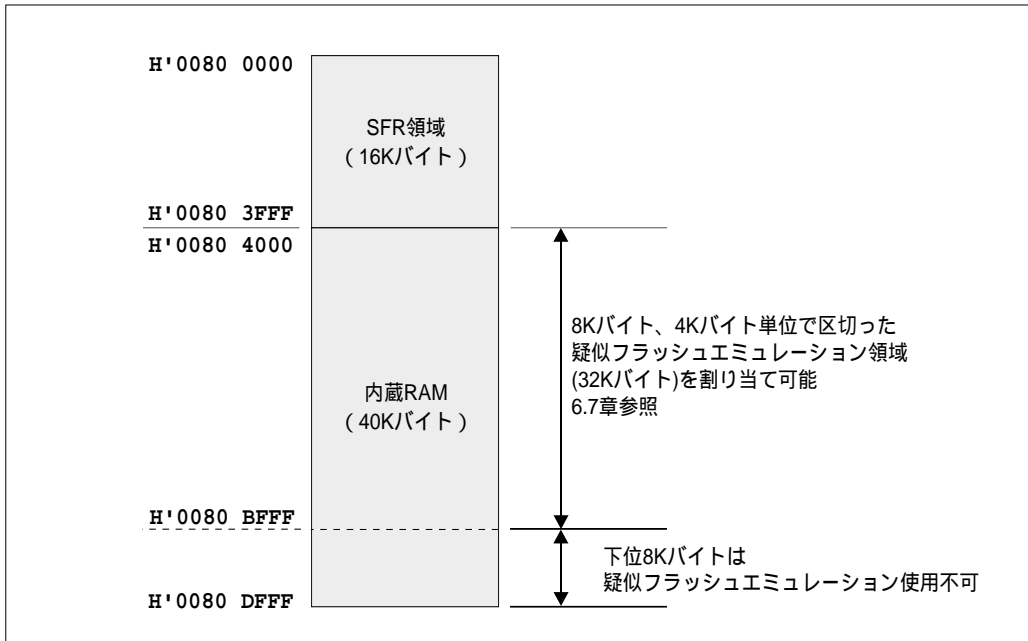 H'0080 0000
SFR領域
（16Kバイト）
H'0080 3FFF
H'0080 4000
8Kバイト、4Kバイト単位で区切った
疑似フラッシュエミュレーション領域
(32Kバイト)を割り当て可能
6.7章参照
内蔵RAM
（40Kバイト）
H'0080 BFFF
下位8Kバイトは
疑似フラッシュエミュレーション使用不可
H'0080 DFFF